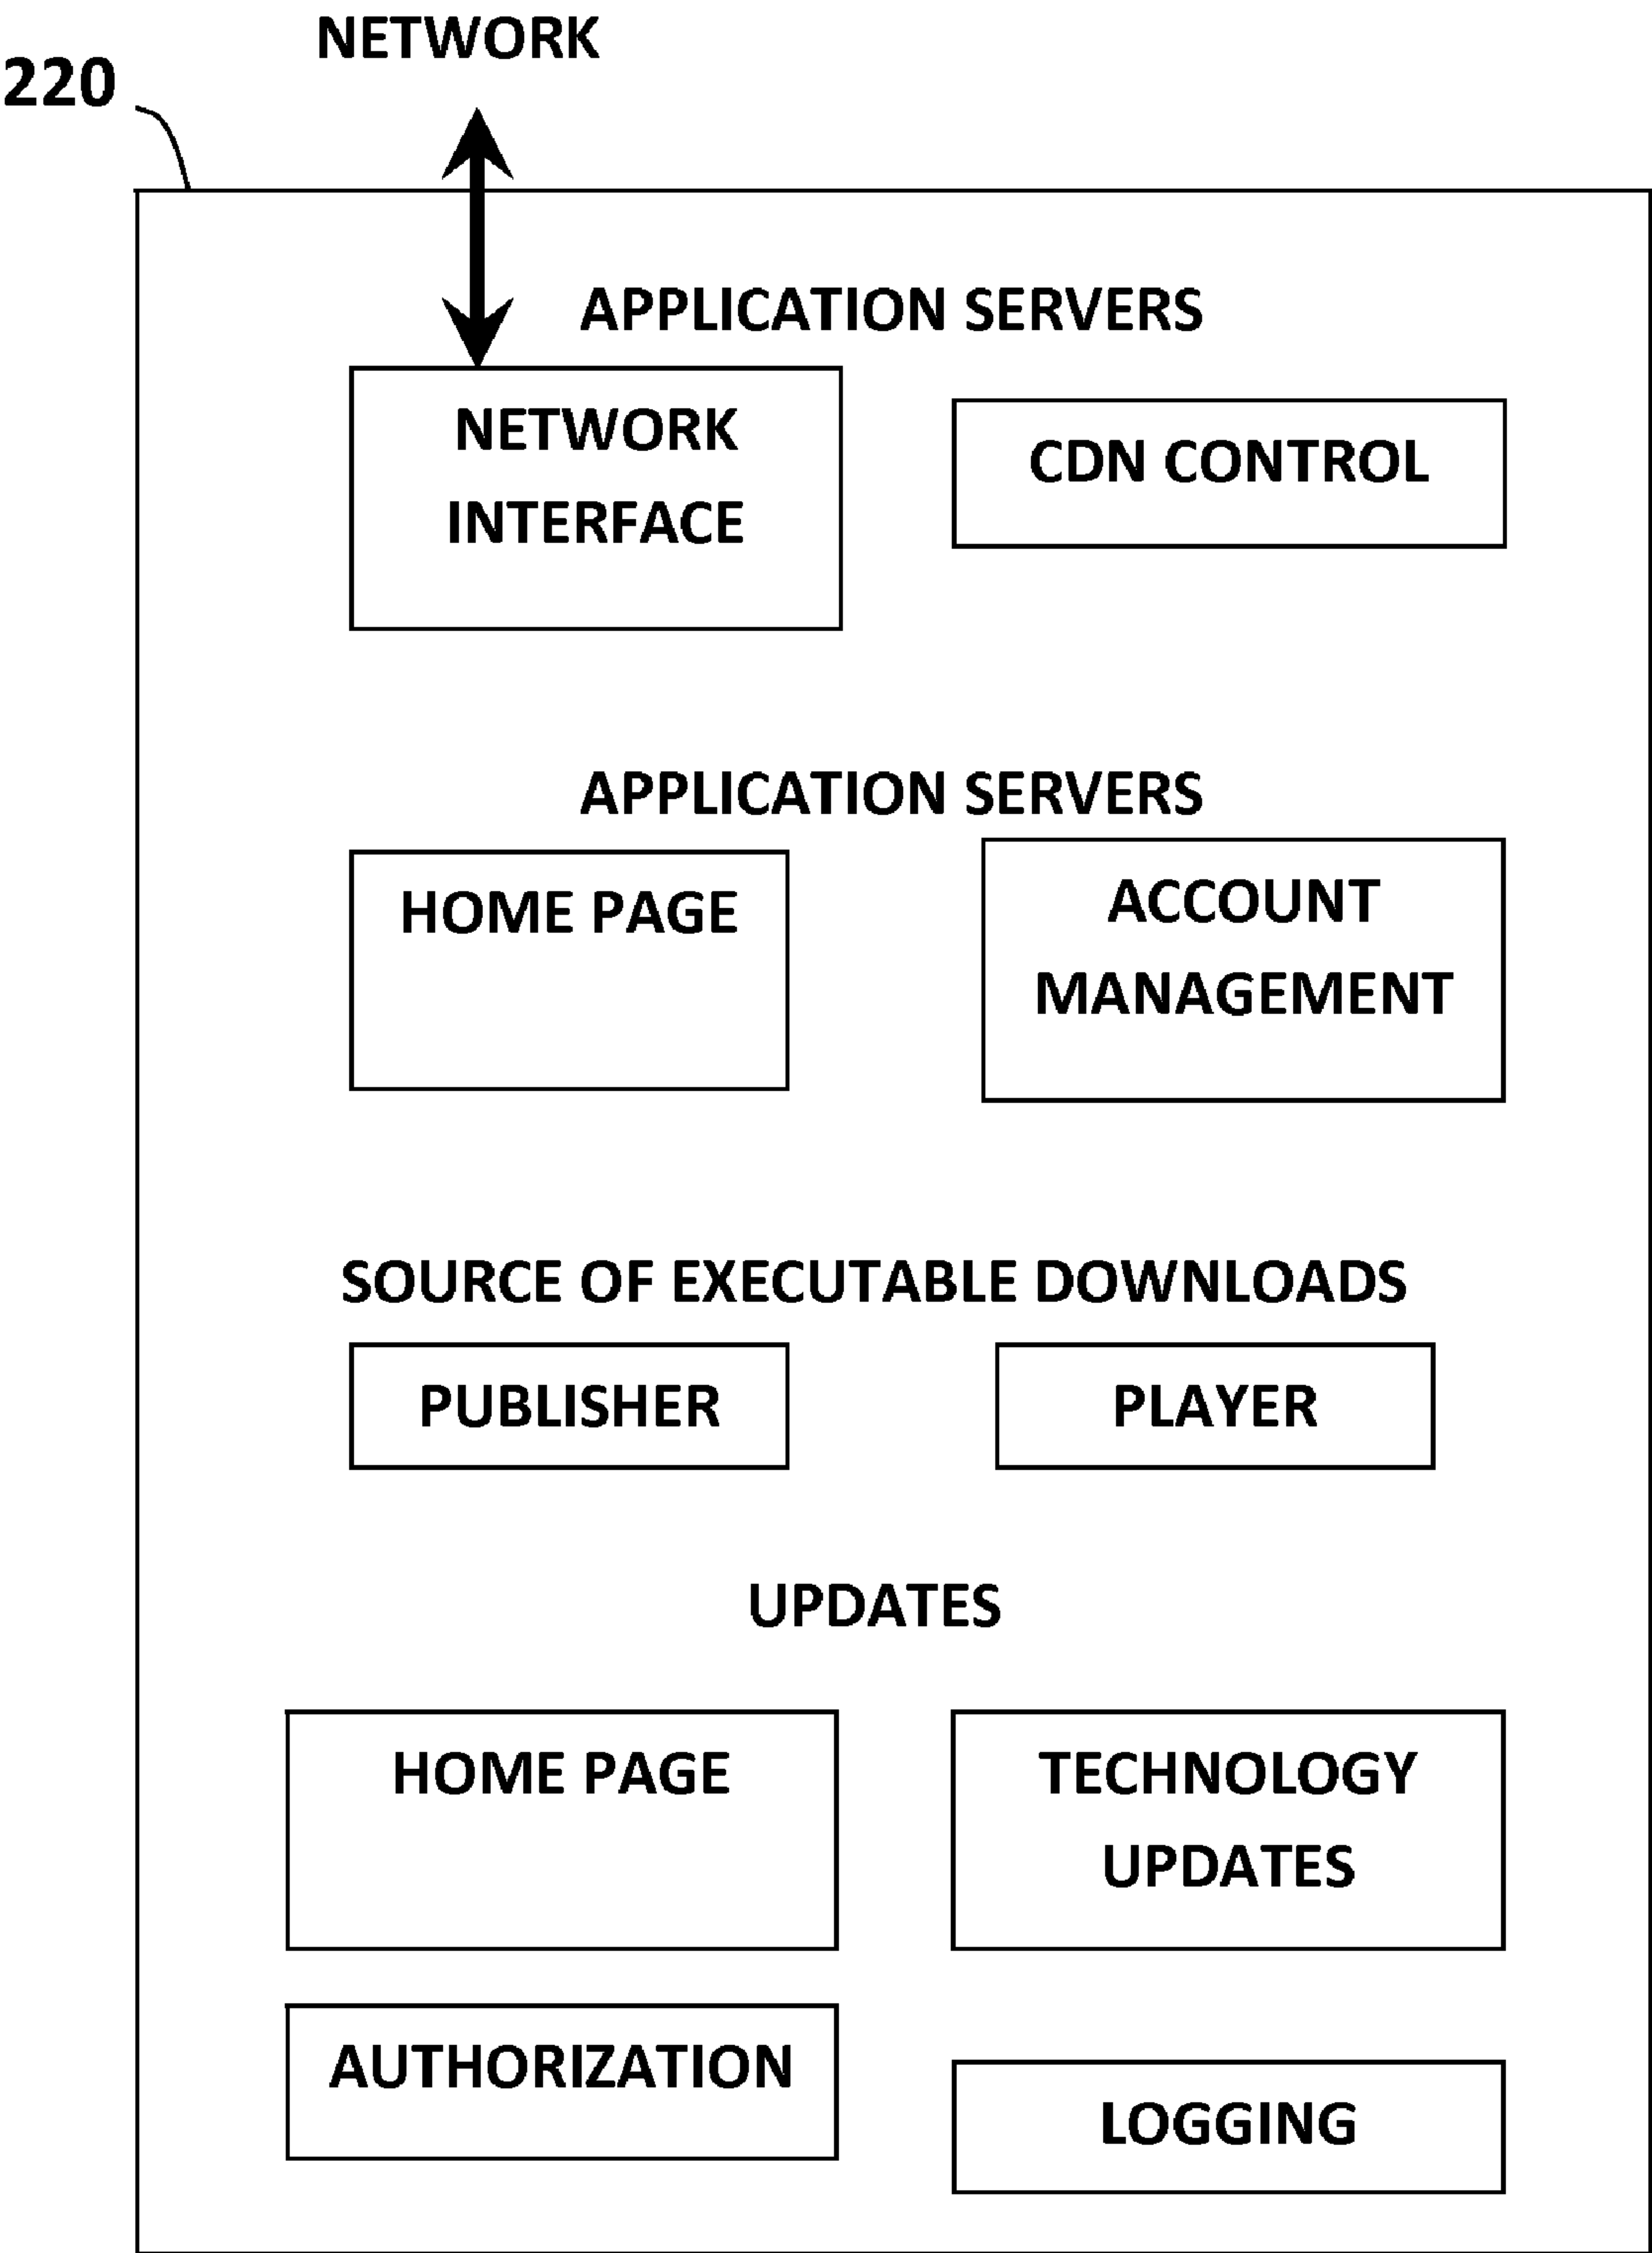 NETWORK
220
APPLICATION SERVERS
NETWORK
INTERFACE
CDN CONTROL
APPLICATION SERVERS
HOME PAGE
ACCOUNT
MANAGEMENT
SOURCE OF EXECUTABLE DOWNLOADS
PUBLISHER
PLAYER
UPDATES
HOME PAGE
TECHNOLOGY
UPDATES
AUTHORIZATION
LOGGING